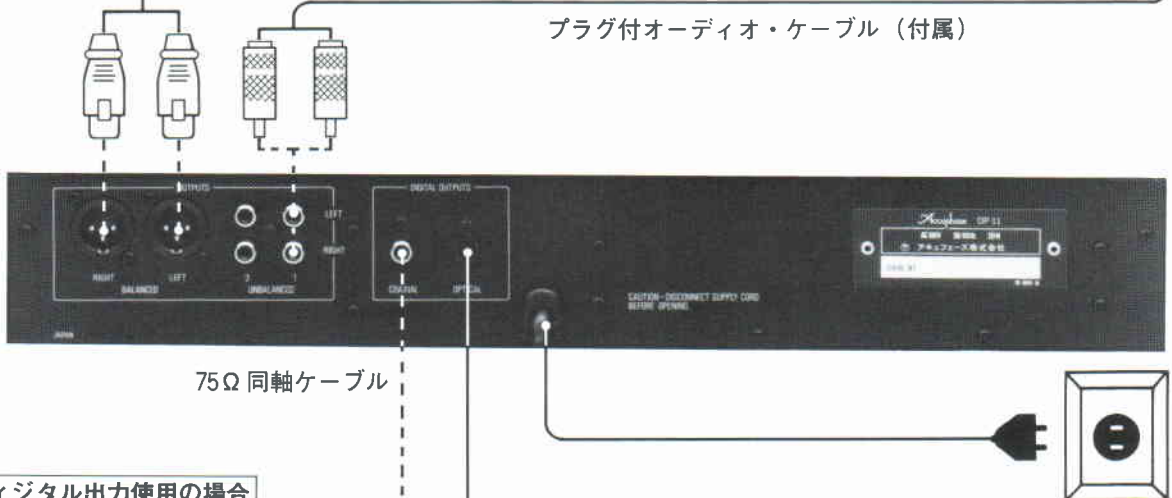 プラグ付オーディオ・ケーブル（付属）
OUTPUTS
DIGITAL OUTPUTS
LEFT
RIGHT
RIGHT
LEFT
2
1
BALANCED
UNBALANCED
COAXIAL
OPTICAL
Accuphase DP-11
アキュフェーズ株式会社
CAUTION-DISCONNECT SUPPLY CORD
BEFORE OPENING.
JAPAN
75Ω 同軸ケーブル
ィジタル出力使用の場合